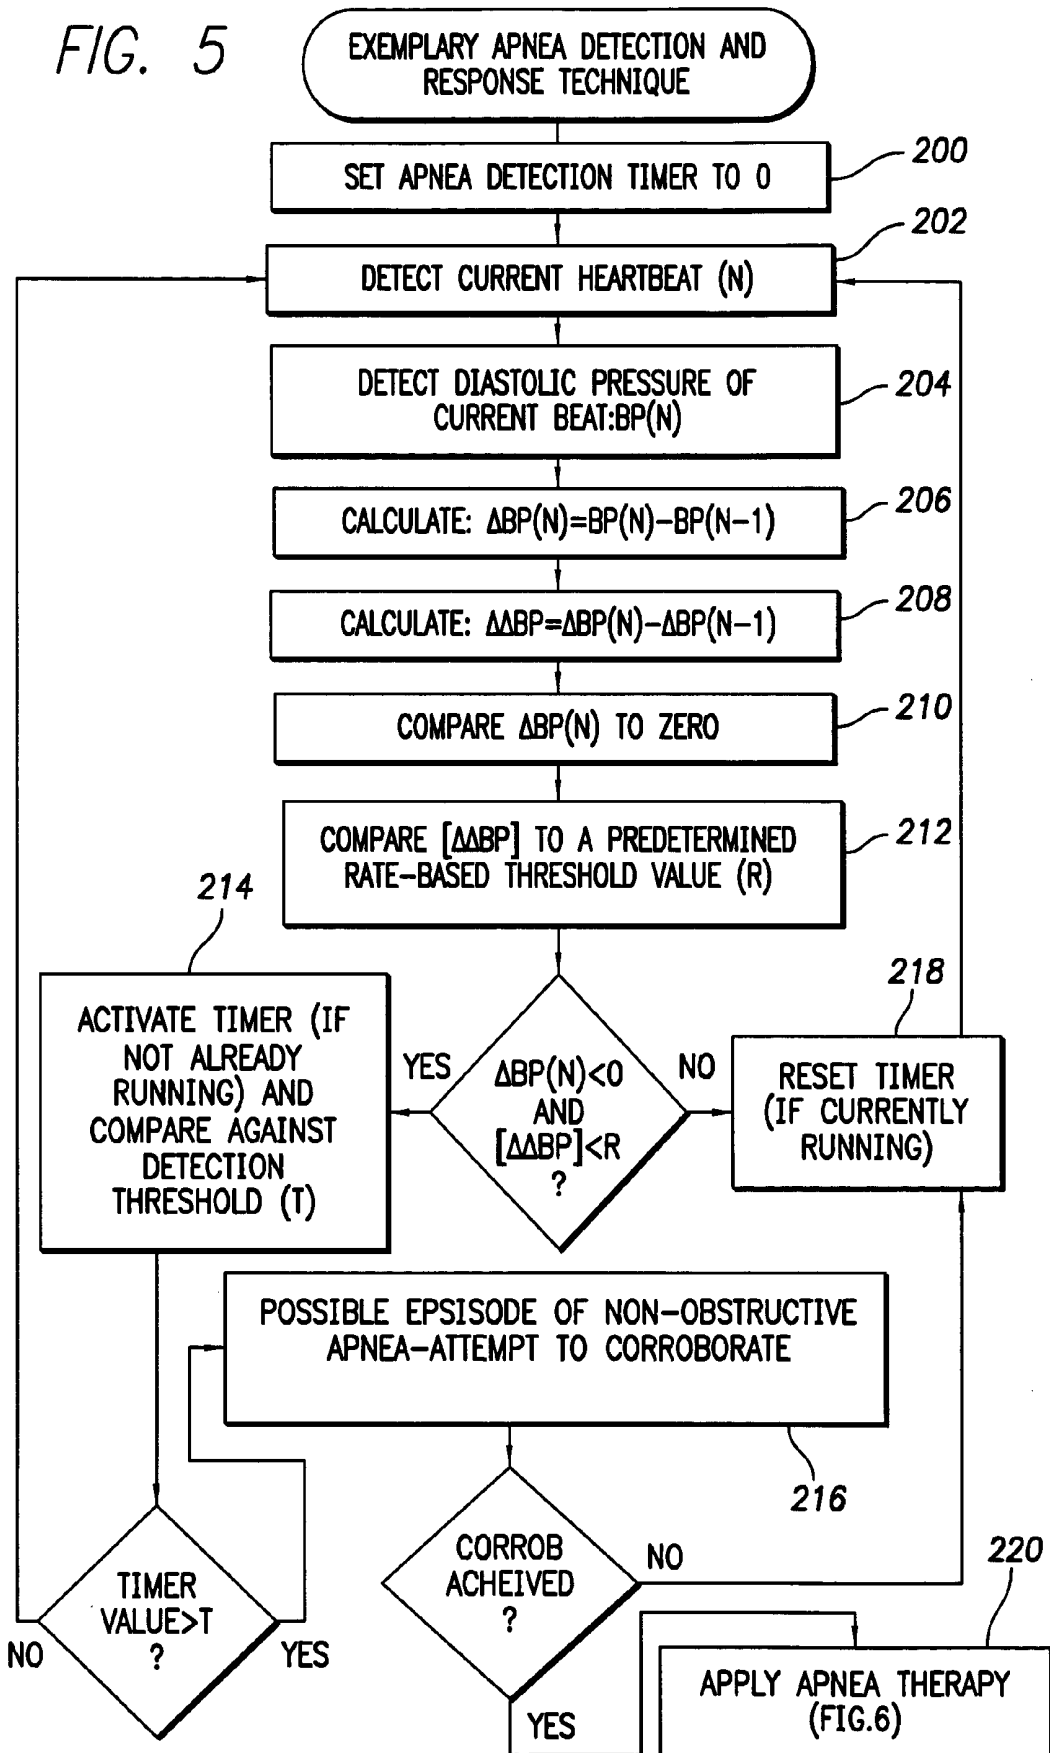 FIG. 5
EXEMPLARY APNEA DETECTION AND
RESPONSE TECHNIQUE
SET APNEA DETECTION TIMER TO 0
200
DETECT CURRENT HEARTBEAT (N)
202
DETECT DIASTOLIC PRESSURE OF
CURRENT BEAT:BP(N)
204
CALCULATE: ΔBP(N)=BP(N)-BP(N-1)
206
CALCULATE: ΔΔBP=ΔBP(N)-ΔBP(N-1)
208
COMPARE ΔBP(N) TO ZERO
210
COMPARE [ΔΔBP] TO A PREDETERMINED
RATE-BASED THRESHOLD VALUE (R)
212
214
ACTIVATE TIMER (IF
NOT ALREADY
RUNNING) AND
COMPARE AGAINST
DETECTION
THRESHOLD (T)
YES
ΔBP(N)<0
AND
[ΔΔBP]<R
?
NO
218
RESET TIMER
(IF CURRENTLY
RUNNING)
POSSIBLE EPSISODE OF NON-OBSTRUCTIVE
APNEA-ATTEMPT TO CORROBORATE
216
TIMER
VALUE>T
?
NO
YES
CORROB
ACHEIVED
?
NO
YES
220
APPLY APNEA THERAPY
(FIG.6)